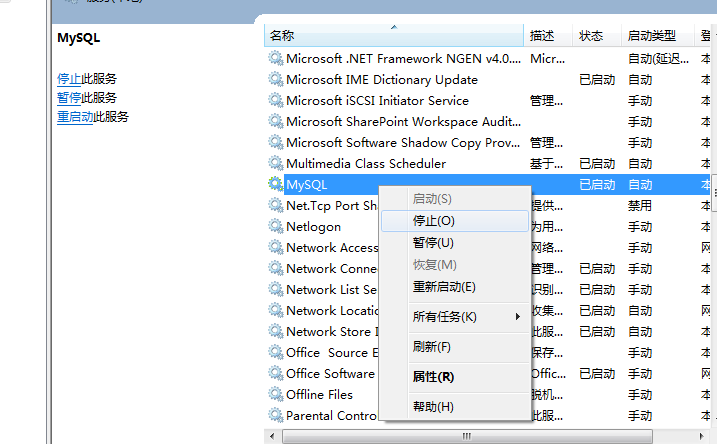 服务(本地)
MySQL
停止此服务
暂停此服务
重启动此服务
名称 描述 状态 启动类型 登
Microsoft .NET Framework NGEN v4.0.... Micr... 自动(延迟... 本
Microsoft IME Dictionary Update 已启动 自动 本
Microsoft iSCSI Initiator Service 管理... 手动 本
Microsoft SharePoint Workspace Audit... 手动 本
Microsoft Software Shadow Copy Prov... 管理... 手动 本
Multimedia Class Scheduler 基于... 已启动 自动 本
MySQL 已启动 自动 本
Net.Tcp Port Sh 提供... 禁用 本
Netlogon 为用... 手动 本
Network Access 网络... 手动 网
Network Conne 管理... 已启动 手动 本
Network List Se 识别... 已启动 手动 本
Network Locatio 收集... 已启动 自动 网
Network Store I 此服... 已启动 自动 本
Office Source E 保存... 手动 本
Office Software Offic... 已启动 手动 网
Offline Files 脱机... 手动 本
Parental Contro 此服... 手动 本
启动(S)
停止(O)
暂停(U)
恢复(M)
重新启动(E)
所有任务(K)
刷新(F)
属性(R)
帮助(H)